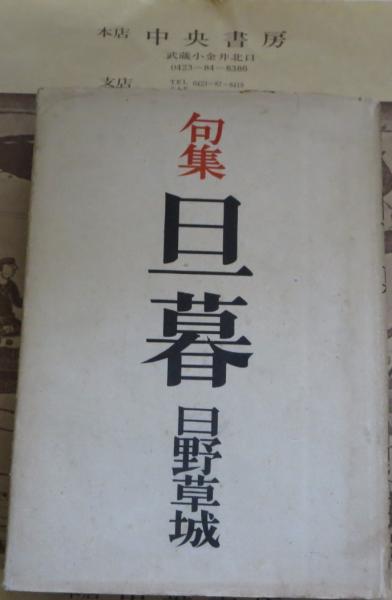 本店 中央書房
武蔵小金井北口
0423-84-8386
支店
句集
旦暮
日野草城